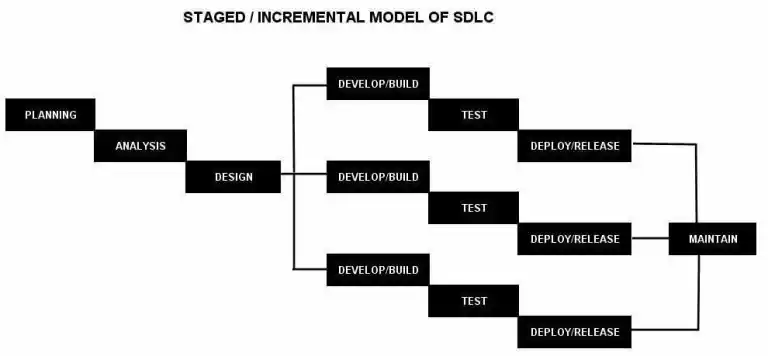 STAGED / INCREMENTAL MODEL OF SDLC
PLANNING
ANALYSIS
DESIGN
DEVELOP/BUILD
TEST
DEPLOY/RELEASE
DEVELOP/BUILD
TEST
DEPLOY/RELEASE
DEVELOP/BUILD
TEST
DEPLOY/RELEASE
MAINTAIN